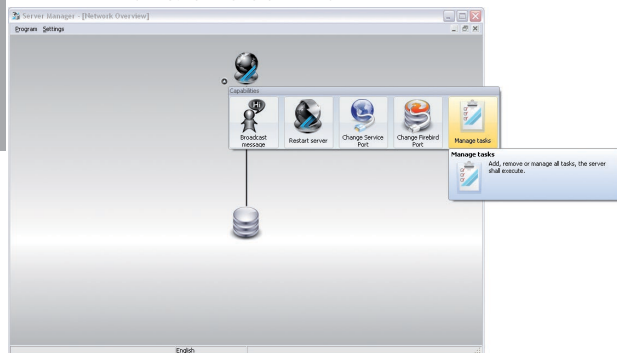 Server Manager - [Network Overview]
Program Settings
Capabilities
Hi
Broadcast message
Restart server
Change Service Port
Change Firebird Port
Manage tasks
Manage tasks
Add, remove or manage all tasks, the server
shall execute.
English